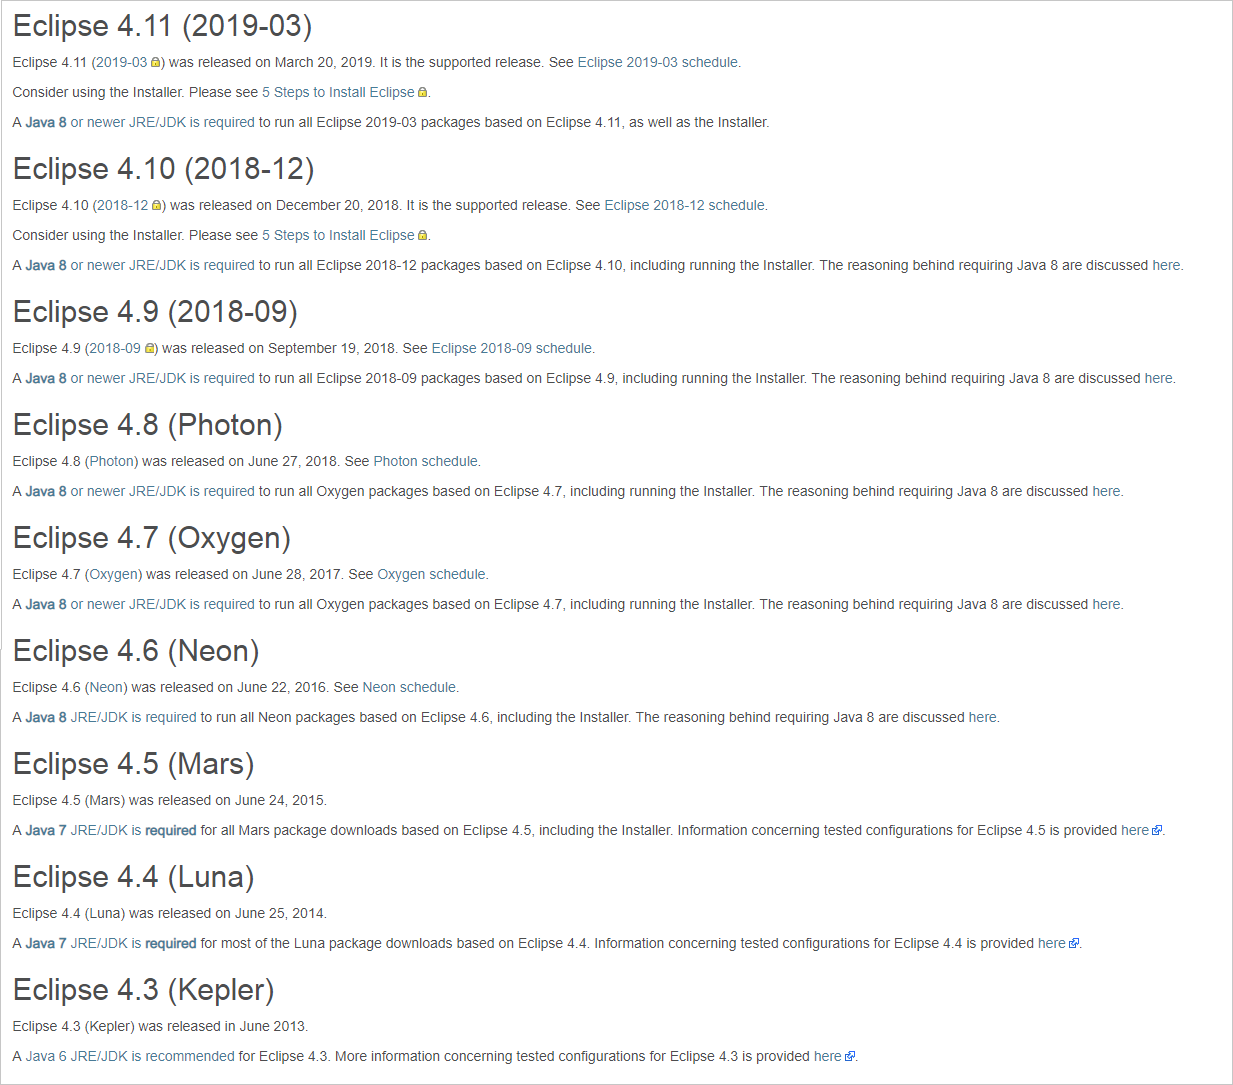 Eclipse 4.11 (2019-03)
Eclipse 4.11 (2019-03) was released on March 20, 2019. It is the supported release. See Eclipse 2019-03 schedule.
Consider using the Installer. Please see 5 Steps to Install Eclipse.
A Java 8 or newer JRE/JDK is required to run all Eclipse 2019-03 packages based on Eclipse 4.11, as well as the Installer.
Eclipse 4.10 (2018-12)
Eclipse 4.10 (2018-12) was released on December 20, 2018. It is the supported release. See Eclipse 2018-12 schedule.
Consider using the Installer. Please see 5 Steps to Install Eclipse.
A Java 8 or newer JRE/JDK is required to run all Eclipse 2018-12 packages based on Eclipse 4.10, including running the Installer. The reasoning behind requiring Java 8 are discussed here.
Eclipse 4.9 (2018-09)
Eclipse 4.9 (2018-09) was released on September 19, 2018. See Eclipse 2018-09 schedule.
A Java 8 or newer JRE/JDK is required to run all Eclipse 2018-09 packages based on Eclipse 4.9, including running the Installer. The reasoning behind requiring Java 8 are discussed here.
Eclipse 4.8 (Photon)
Eclipse 4.8 (Photon) was released on June 27, 2018. See Photon schedule.
A Java 8 or newer JRE/JDK is required to run all Oxygen packages based on Eclipse 4.7, including running the Installer. The reasoning behind requiring Java 8 are discussed here.
Eclipse 4.7 (Oxygen)
Eclipse 4.7 (Oxygen) was released on June 28, 2017. See Oxygen schedule.
A Java 8 or newer JRE/JDK is required to run all Oxygen packages based on Eclipse 4.7, including running the Installer. The reasoning behind requiring Java 8 are discussed here.
Eclipse 4.6 (Neon)
Eclipse 4.6 (Neon) was released on June 22, 2016. See Neon schedule.
A Java 8 JRE/JDK is required to run all Neon packages based on Eclipse 4.6, including the Installer. The reasoning behind requiring Java 8 are discussed here.
Eclipse 4.5 (Mars)
Eclipse 4.5 (Mars) was released on June 24, 2015.
A Java 7 JRE/JDK is required for all Mars package downloads based on Eclipse 4.5, including the Installer. Information concerning tested configurations for Eclipse 4.5 is provided here.
Eclipse 4.4 (Luna)
Eclipse 4.4 (Luna) was released on June 25, 2014.
A Java 7 JRE/JDK is required for most of the Luna package downloads based on Eclipse 4.4. Information concerning tested configurations for Eclipse 4.4 is provided here.
Eclipse 4.3 (Kepler)
Eclipse 4.3 (Kepler) was released in June 2013.
A Java 6 JRE/JDK is recommended for Eclipse 4.3. More information concerning tested configurations for Eclipse 4.3 is provided here.